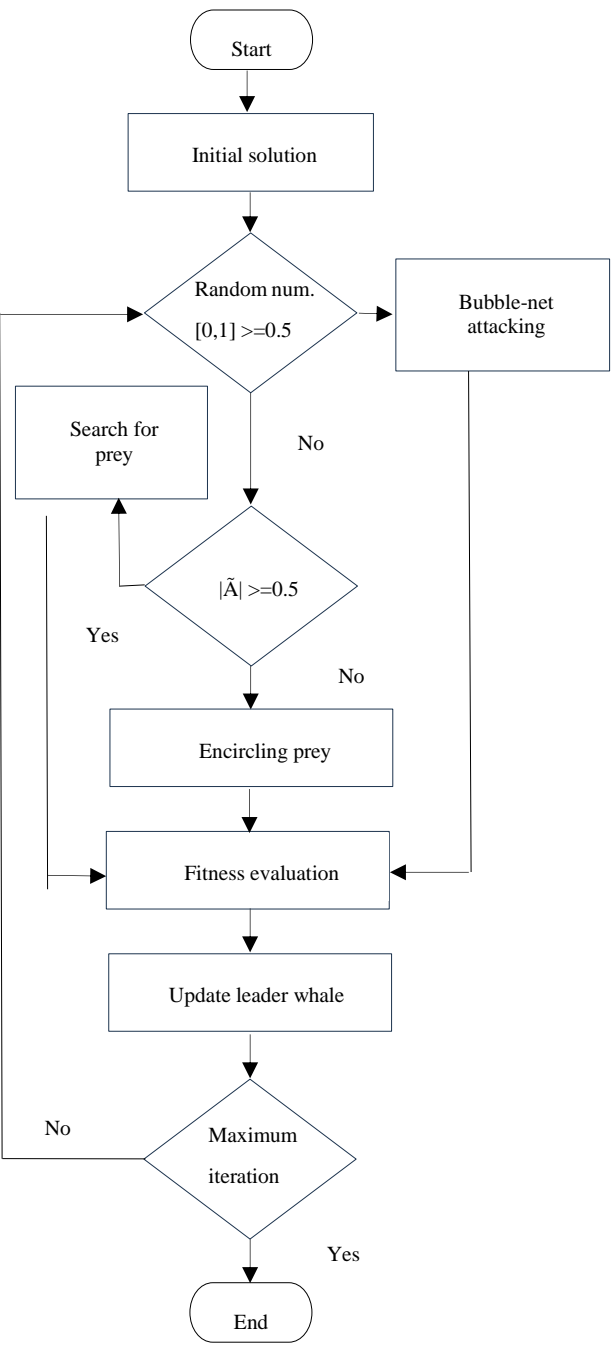 Start
Initial solution
Random num.
[0,1] >=0.5
Bubble-net
attacking
Search for
prey
No
|Ã| >=0.5
Yes
No
Encircling prey
Fitness evaluation
Update leader whale
No
Maximum
iteration
Yes
End